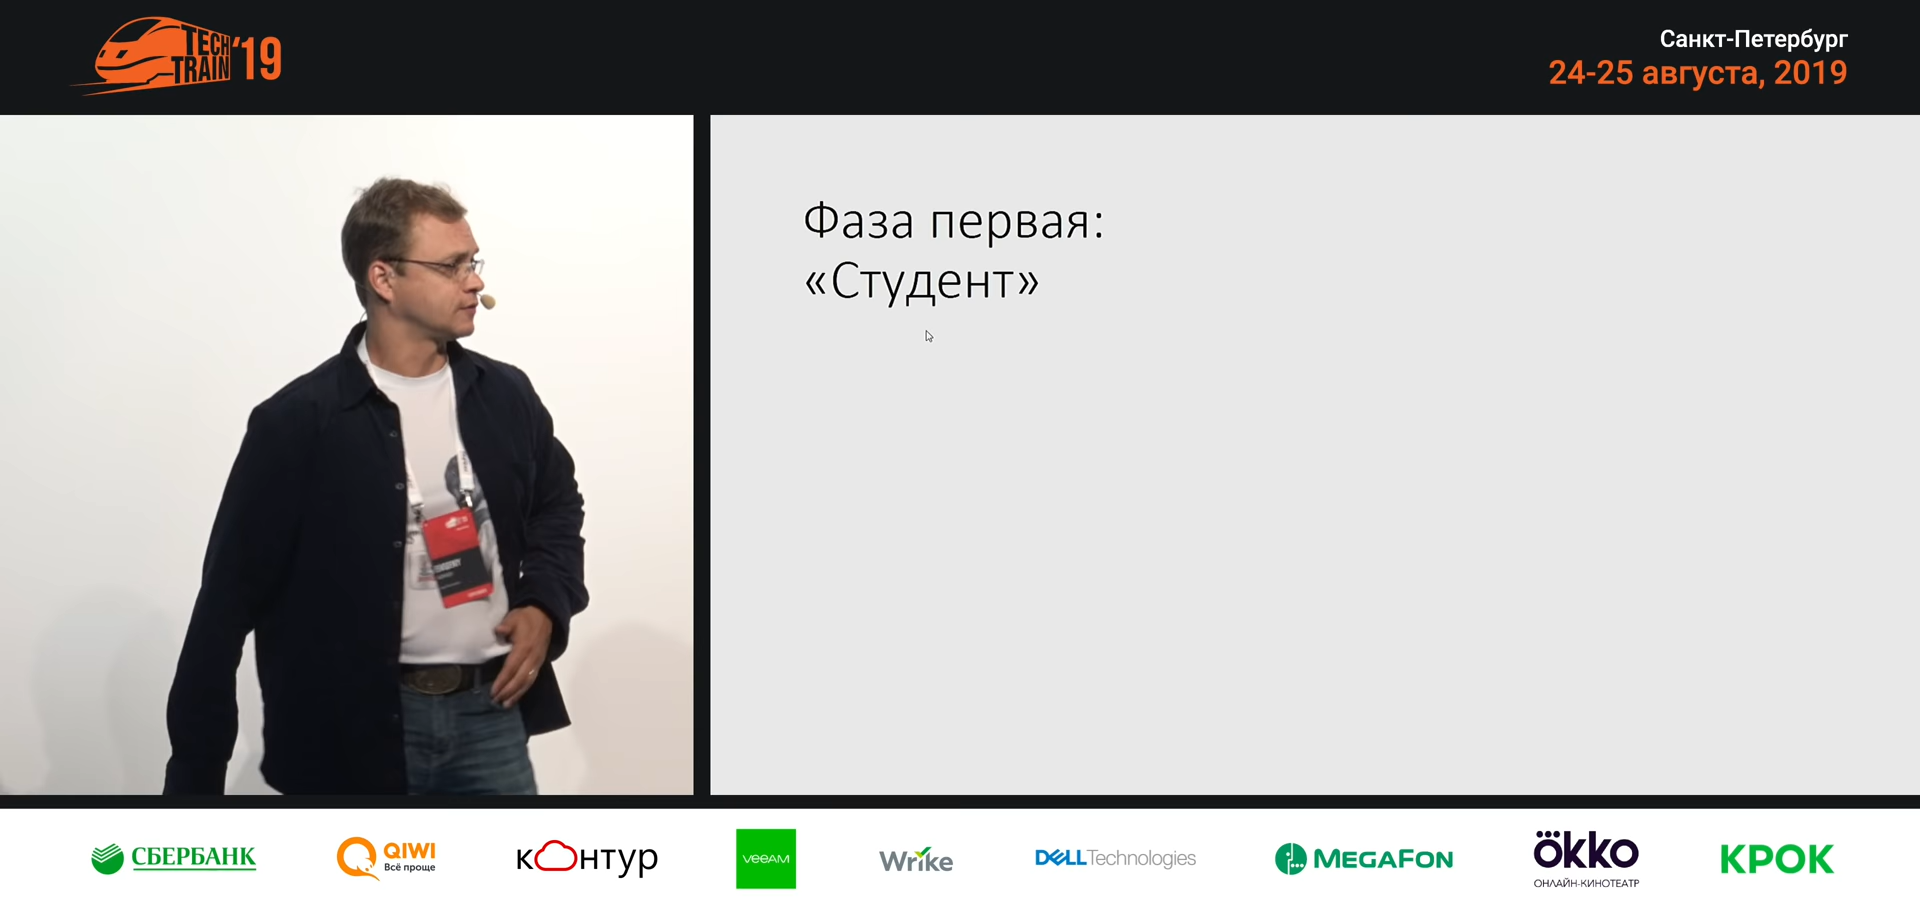 TECH
TRAIN
'19
Санкт-Петербург
24-25 августа, 2019
Фаза первая:
«Студент»
СБЕРБАНК
QIWI
Всё проще
контур
veeAM
Wrike
DELL Technologies
MEGAFON
ökko
ОНЛАЙН-КИНОТЕАТР
КРОК